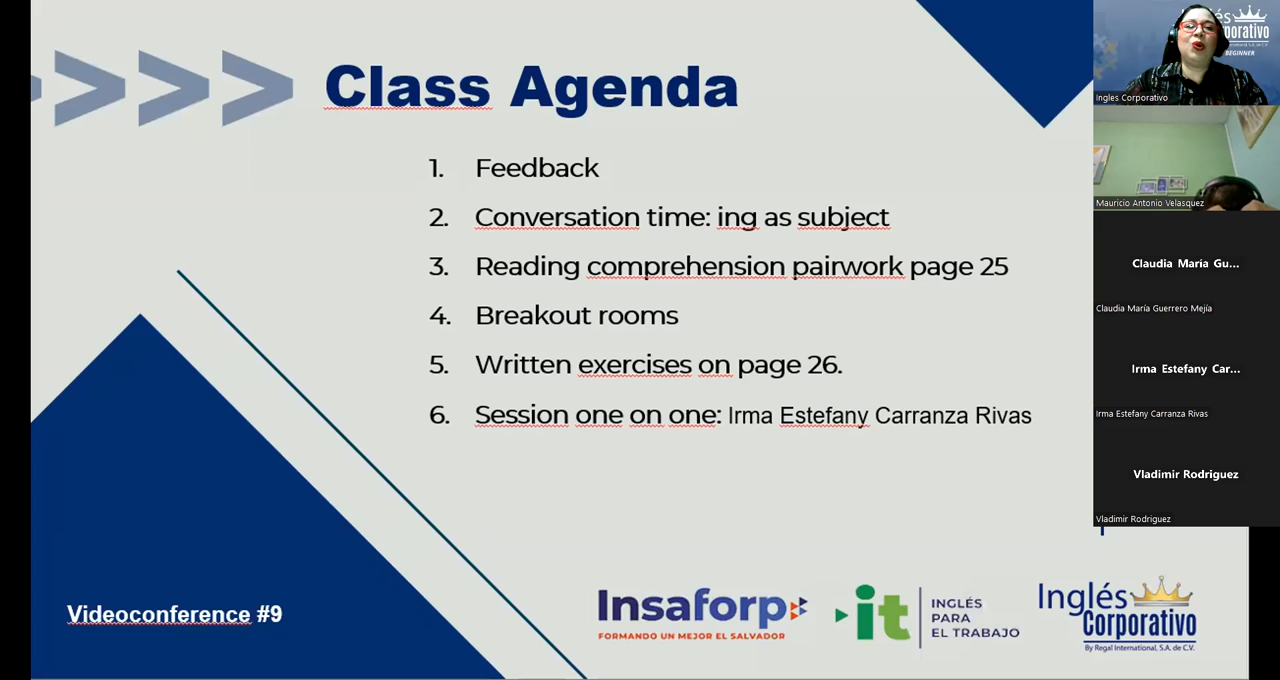 Class Agenda
1. Feedback
2. Conversation time: ing as subject
3. Reading comprehension pairwork page 25
4. Breakout rooms
5. Written exercises on page 26.
6. Session one on one: Irma Estefany Carranza Rivas
Videoconference #9
Insaforp
FORMANDO UN MEJOR EL SALVADOR
it
INGLÉS
PARA
EL TRABAJO
Inglés
Corporativo
By Regal International, S.A. de C.V.
BEGINNER
Ingles Corporativo
Mauricio Antonio Velasquez
Claudia María Gu...
Claudia María Guerrero Mejía
Irma Estefany Car...
Irma Estefany Carranza Rivas
Vladimir Rodriguez
Vladimir Rodriguez